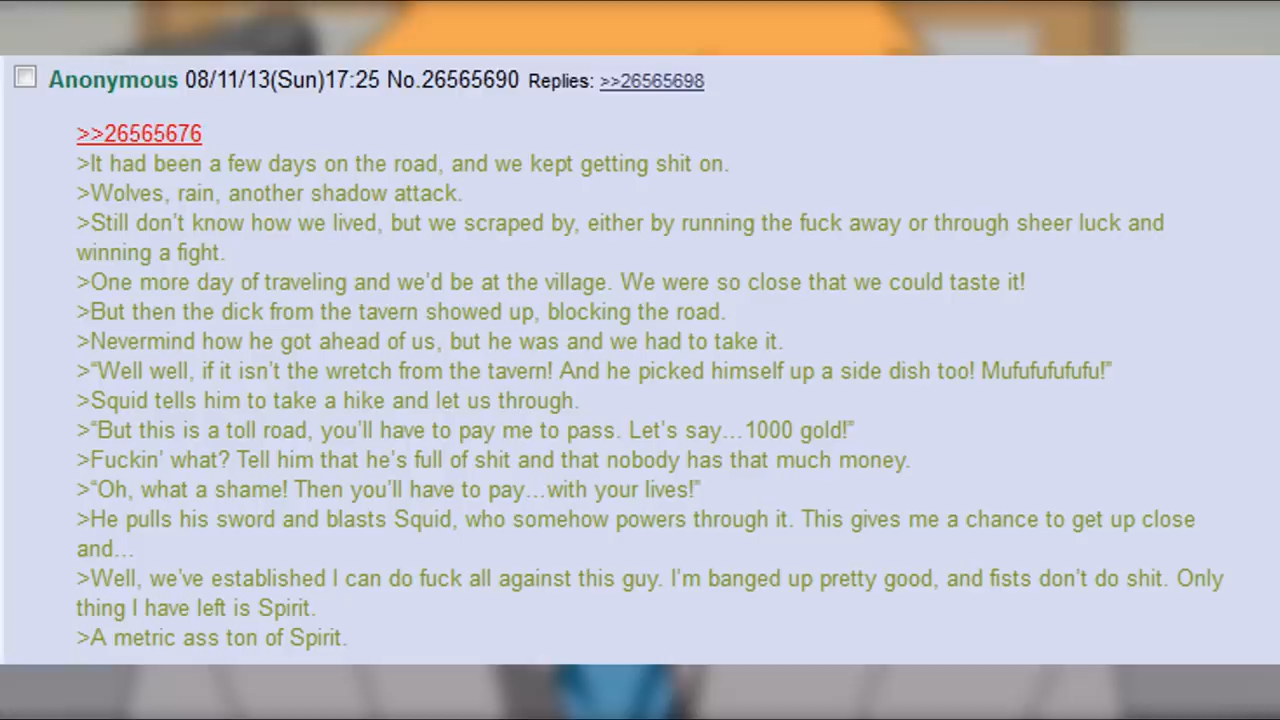 Anonymous 08/11/13(Sun)17:25 No.26565690 Replies: >>26565698
>>26565676
>It had been a few days on the road, and we kept getting shit on.
>Wolves, rain, another shadow attack.
>Still don't know how we lived, but we scraped by, either by running the fuck away or through sheer luck and
winning a fight.
>One more day of traveling and we'd be at the village. We were so close that we could taste it!
>But then the dick from the tavern showed up, blocking the road.
>Nevermind how he got ahead of us, but he was and we had to take it.
>“Well well, if it isn't the wretch from the tavern! And he picked himself up a side dish too! Mufufufufufu!”
>Squid tells him to take a hike and let us through.
>“But this is a toll road, you'll have to pay me to pass. Let's say…1000 gold!”
>Fuckin' what? Tell him that he's full of shit and that nobody has that much money.
>“Oh, what a shame! Then you'll have to pay…with your lives!”
>He pulls his sword and blasts Squid, who somehow powers through it. This gives me a chance to get up close
and…
>Well, we've established I can do fuck all against this guy. I'm banged up pretty good, and fists don't do shit. Only
thing I have left is Spirit.
>A metric ass ton of Spirit.